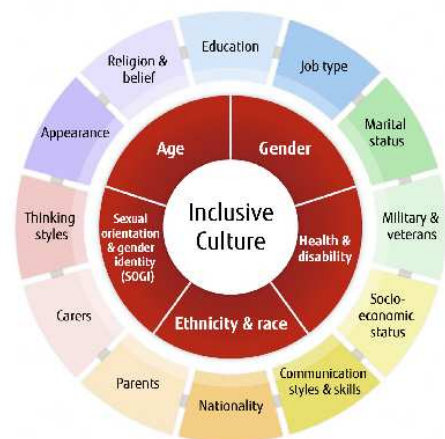 Education
Job type
Marital
status
Military &
veterans
Socio-
economic
status
Communication
styles & skills
Nationality
Parents
Carers
Thinking
styles
Appearance
Religion &
belief
Age
Gender
Health &
disability
Ethnicity & race
Sexual
orientation
& gender
identity
(SOGI)
Inclusive
Culture